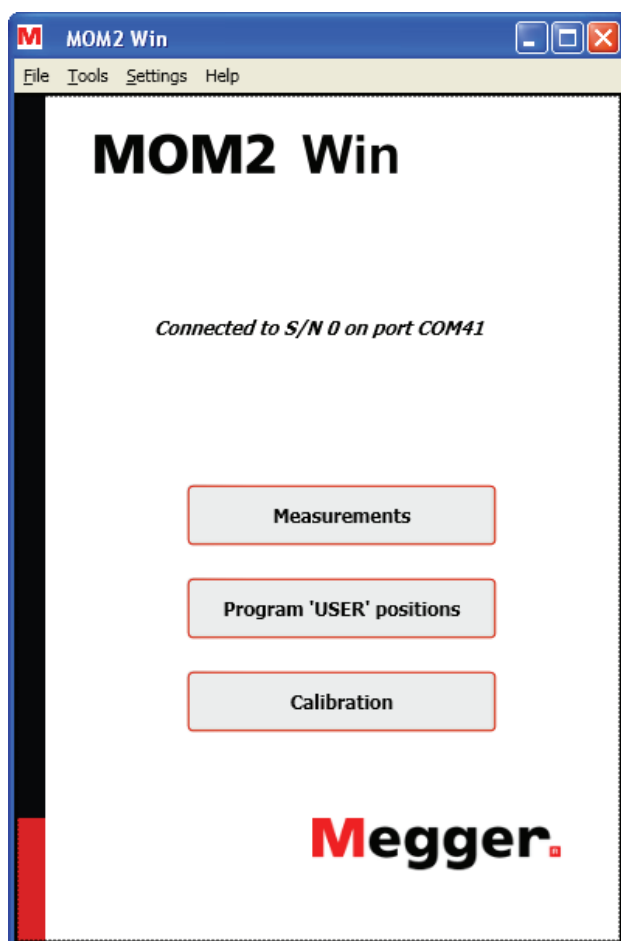 M MOM2 Win
File Tools Settings Help
MOM2 Win
Connected to S/N 0 on port COM41
Measurements
Program 'USER' positions
Calibration
Megger.